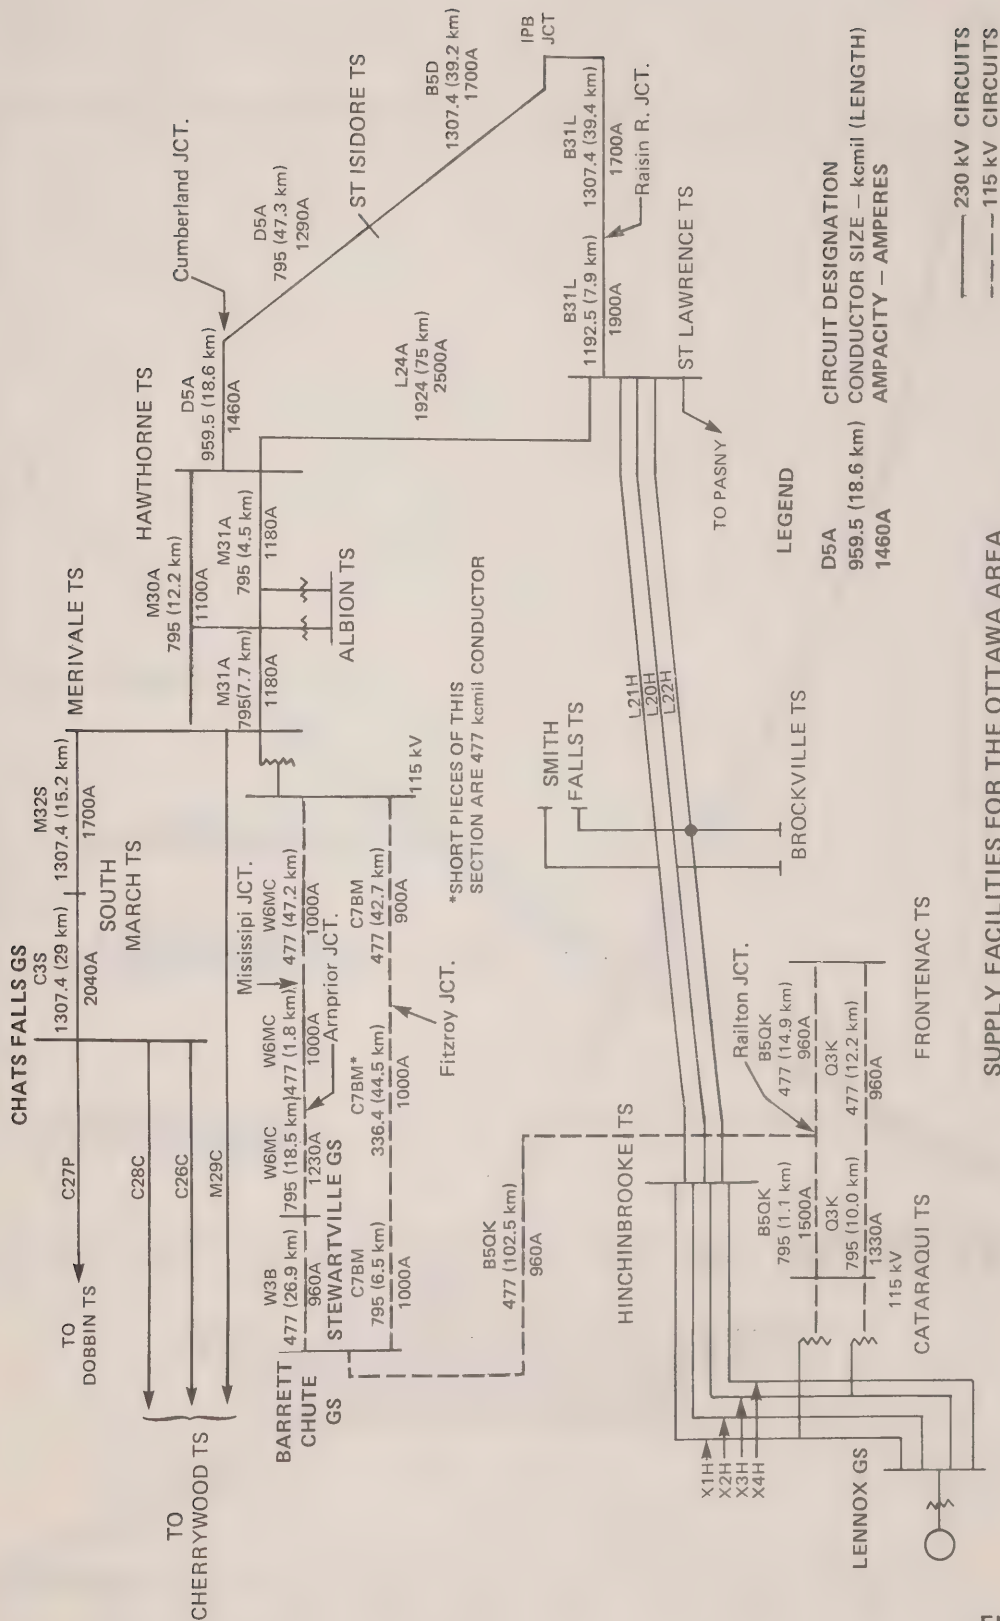 CHATS FALLS GS
C3S
1307.4 (29 km)
2040A
SOUTH
MARCH TS
M32S
1307.4 (15.2 km)
1700A
MERIVALE TS
TO
DOBBIN TS
C27P
C28C
C26C
M29C
TO
CHERRYWOOD TS
M30A
795 (12.2 km)
1100A
HAWTHORNE TS
M31A
795(7.7 km)
1180A
M31A
795 (4.5 km)
1180A
ALBION TS
D5A
959.5 (18.6 km)
1460A
Cumberland JCT.
D5A
795 (47.3 km)
1290A
ST ISIDORE TS
B5D
1307.4 (39.2 km)
1700A
IPB
JCT
L24A
1924 (75 km)
2500A
B31L
1192.5 (7.9 km)
1900A
B31L
1307.4 (39.4 km)
1700A
Raisin R. JCT.
ST LAWRENCE TS
TO PASNY
BARRETT
CHUTE
GS
W3B
477 (26.9 km)
960A
STEWARTVILLE GS
W6MC
795 (18.5 km)
1230A
Arnprior JCT.
W6MC
477 (1.8 km)
1000A
Mississipi JCT.
W6MC
477 (47.2 km)
1000A
115 kV
C7BM
795 (6.5 km)
1000A
C7BM*
336.4 (44.5 km)
1000A
Fitzroy JCT.
C7BM
477 (42.7 km)
900A
*SHORT PIECES OF THIS
SECTION ARE 477 kcmil CONDUCTOR
B5QK
477 (102.5 km)
960A
HINCHINBROOKE TS
SMITH
FALLS TS
BROCKVILLE TS
L21H
L20H
L22H
Railton JCT.
B5QK
795 (1.1 km)
1500A
B5QK
477 (14.9 km)
960A
Q3K
795 (10.0 km)
1330A
Q3K
477 (12.2 km)
960A
115 kV
CATARAQUI TS
FRONTENAC TS
X1H
X2H
X3H
X4H
LENNOX GS
LEGEND
D5A CIRCUIT DESIGNATION
959.5 (18.6 km) CONDUCTOR SIZE – kcmil (LENGTH)
1460A AMPACITY – AMPERES
230 kV CIRCUITS
115 kV CIRCUITS
SUPPLY FACILITIES FOR THE OTTAWA AREA